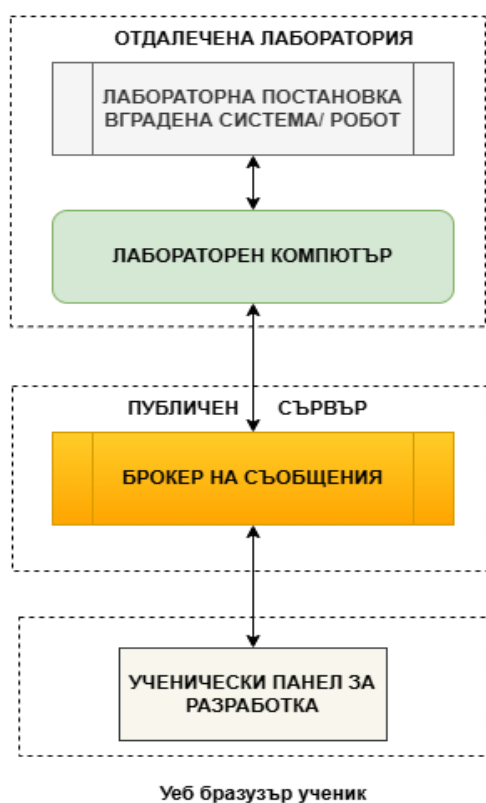 ОТДАЛЕЧЕНА ЛАБОРАТОРИЯ
ЛАБОРАТОРНА ПОСТАНОВКА
ВГРАДЕНА СИСТЕМА/ РОБОТ
ЛАБОРАТОРЕН КОМПЮТЪР
ПУБЛИЧЕН СЪРВЪР
БРОКЕР НА СЪОБЩЕНИЯ
УЧЕНИЧЕСКИ ПАНЕЛ ЗА
РАЗРАБОТКА
Уеб бразузър ученик